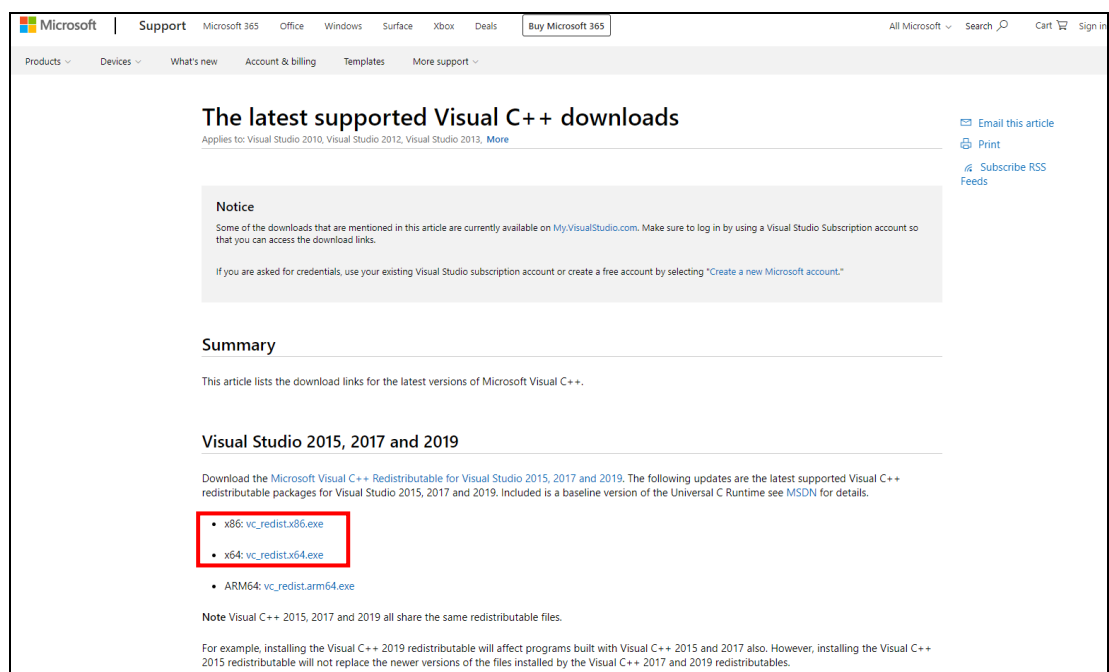 Microsoft Support Microsoft 365 Office Windows Surface Xbox Deals Buy Microsoft 365 All Microsoft Search Cart Sign in
Products Devices What's new Account & billing Templates More support
The latest supported Visual C++ downloads
Applies to: Visual Studio 2010, Visual Studio 2012, Visual Studio 2013, More
Email this article
Print
Subscribe RSS
Feeds
Notice
Some of the downloads that are mentioned in this article are currently available on My.VisualStudio.com. Make sure to log in by using a Visual Studio Subscription account so
that you can access the download links.
If you are asked for credentials, use your existing Visual Studio subscription account or create a free account by selecting "Create a new Microsoft account."
Summary
This article lists the download links for the latest versions of Microsoft Visual C++.
Visual Studio 2015, 2017 and 2019
Download the Microsoft Visual C++ Redistributable for Visual Studio 2015, 2017 and 2019. The following updates are the latest supported Visual C++
redistributable packages for Visual Studio 2015, 2017 and 2019. Included is a baseline version of the Universal C Runtime see MSDN for details.
• x86: vc_redist.x86.exe
• x64: vc_redist.x64.exe
• ARM64: vc_redist.arm64.exe
Note Visual C++ 2015, 2017 and 2019 all share the same redistributable files.
For example, installing the Visual C++ 2019 redistributable will affect programs built with Visual C++ 2015 and 2017 also. However, installing the Visual C++
2015 redistributable will not replace the newer versions of the files installed by the Visual C++ 2017 and 2019 redistributables.